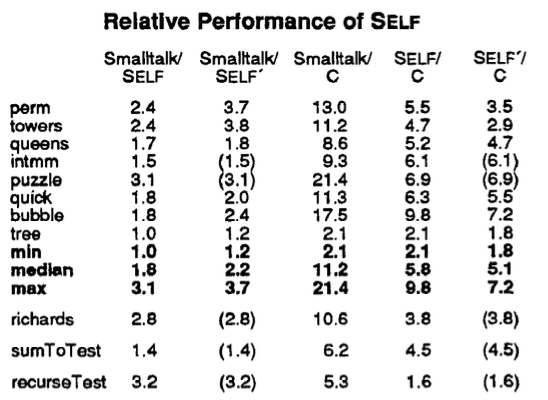 Relative Performance of SELF
Smalltalk/ Smalltalk/ Smalltalk/ SELF/ SELF´/
SELF SELF´ C C C
perm 2.4 3.7 13.0 5.5 3.5
towers 2.4 3.8 11.2 4.7 2.9
queens 1.7 1.8 8.6 5.2 4.7
intmm 1.5 (1.5) 9.3 6.1 (6.1)
puzzle 3.1 (3.1) 21.4 6.9 (6.9)
quick 1.8 2.0 11.3 6.3 5.5
bubble 1.8 2.4 17.5 9.8 7.2
tree 1.0 1.2 2.1 2.1 1.8
min 1.0 1.2 2.1 2.1 1.8
median 1.8 2.2 11.2 5.8 5.1
max 3.1 3.7 21.4 9.8 7.2
richards 2.8 (2.8) 10.6 3.8 (3.8)
sumToTest 1.4 (1.4) 6.2 4.5 (4.5)
recurseTest 3.2 (3.2) 5.3 1.6 (1.6)